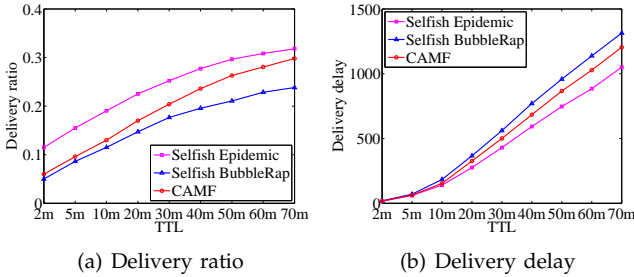 0.4
0.3
0.2
0.1
0
Delivery ratio
Selfish Epidemic
Selfish BubbleRap
CAMF
2m 5m 10m 20m 30m 40m 50m 60m 70m
TTL
(a) Delivery ratio
1500
1000
500
0
Delivery delay
Selfish Epidemic
Selfish BubbleRap
CAMF
2m 5m 10m 20m 30m 40m 50m 60m 70m
TTL
(b) Delivery delay